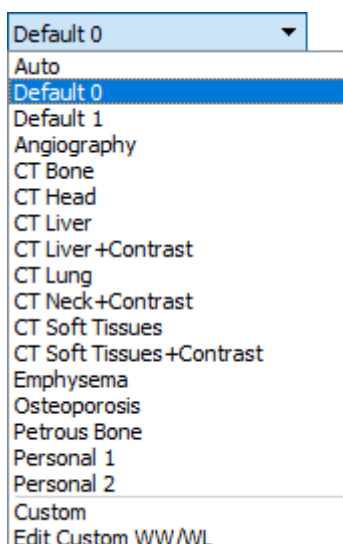 Default 0
Auto
Default 0
Default 1
Angiography
CT Bone
CT Head
CT Liver
CT Liver+Contrast
CT Lung
CT Neck+Contrast
CT Soft Tissues
CT Soft Tissues+Contrast
Emphysema
Osteoporosis
Petrous Bone
Personal 1
Personal 2
Custom
Edit Custom WW/WL